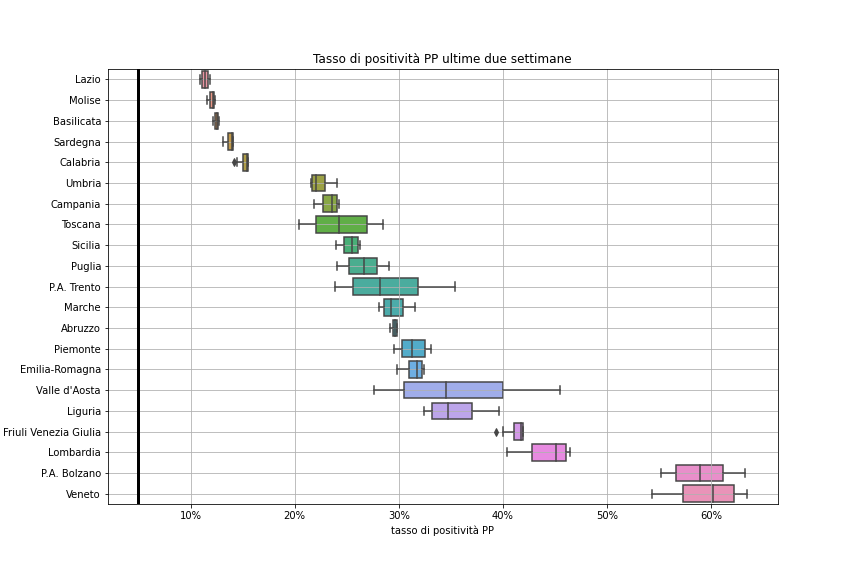 Tasso di positività PP ultime due settimane
Lazio
Molise
Basilicata
Sardegna
Calabria
Umbria
Campania
Toscana
Sicilia
Puglia
P.A. Trento
Marche
Abruzzo
Piemonte
Emilia-Romagna
Valle d'Aosta
Liguria
Friuli Venezia Giulia
Lombardia
P.A. Bolzano
Veneto
10% 20% 30% 40% 50% 60%
tasso di positività PP